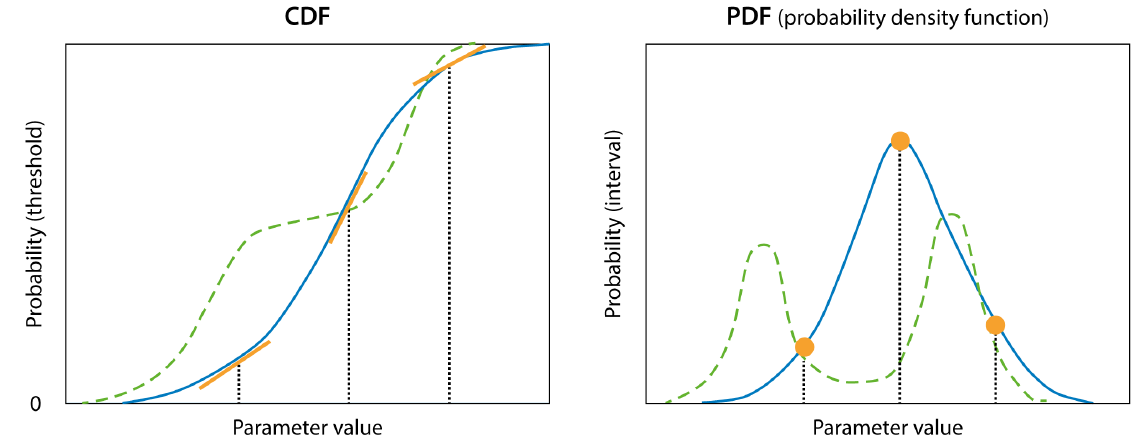 CDF
Probability (threshold)
0
Parameter value
PDF (probability density function)
Probability (interval)
Parameter value